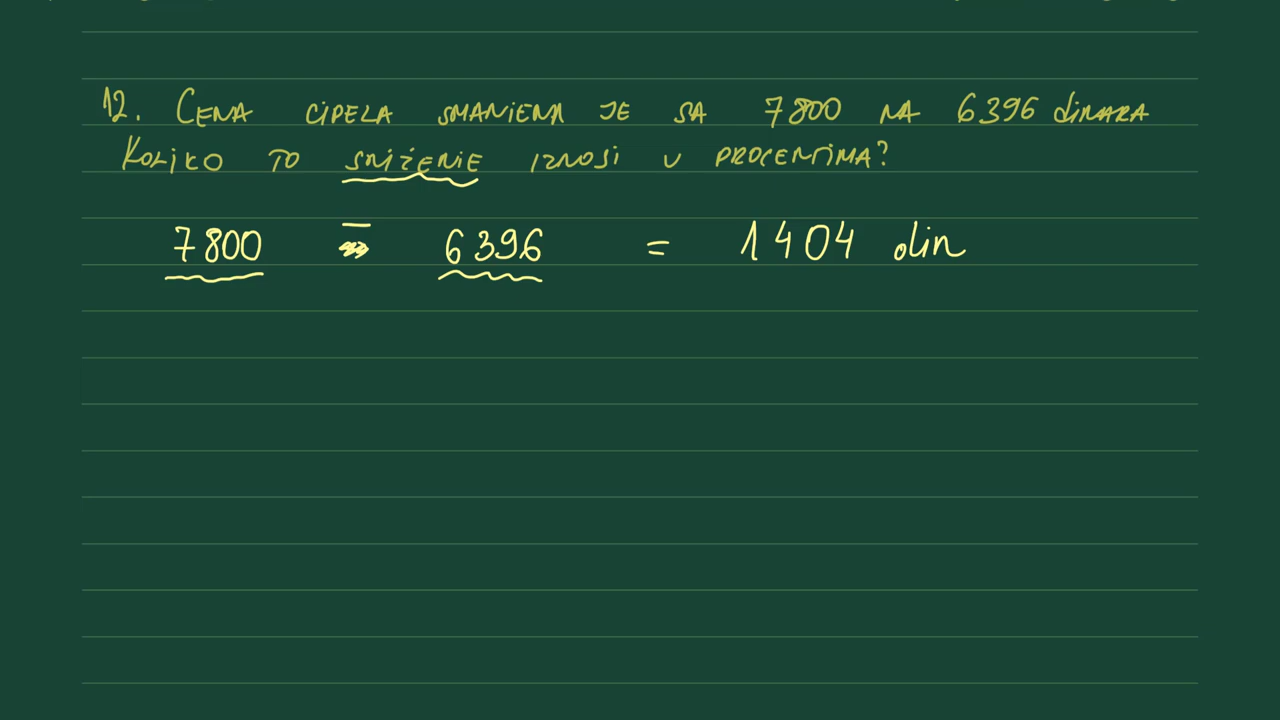 12. CENA CIPELA SMANJENA JE SA 7800 NA 6396 DINARA
KOLIKO TO SNIŽENJE IZNOSI U PROCENTIMA?
7800 - 6396 = 1404 din